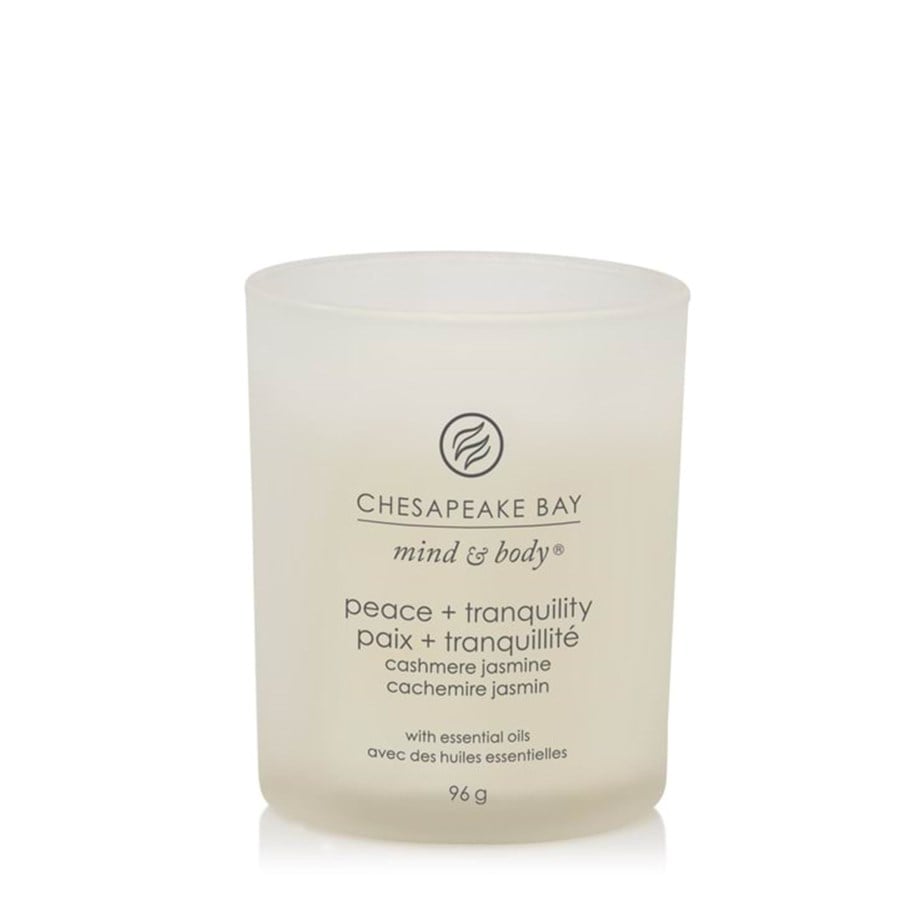 CHESAPEAKE BAY
mind & body®
peace + tranquility
paix + tranquillité
cashmere jasmine
cachemire jasmin
with essential oils
avec des huiles essentielles
96 g